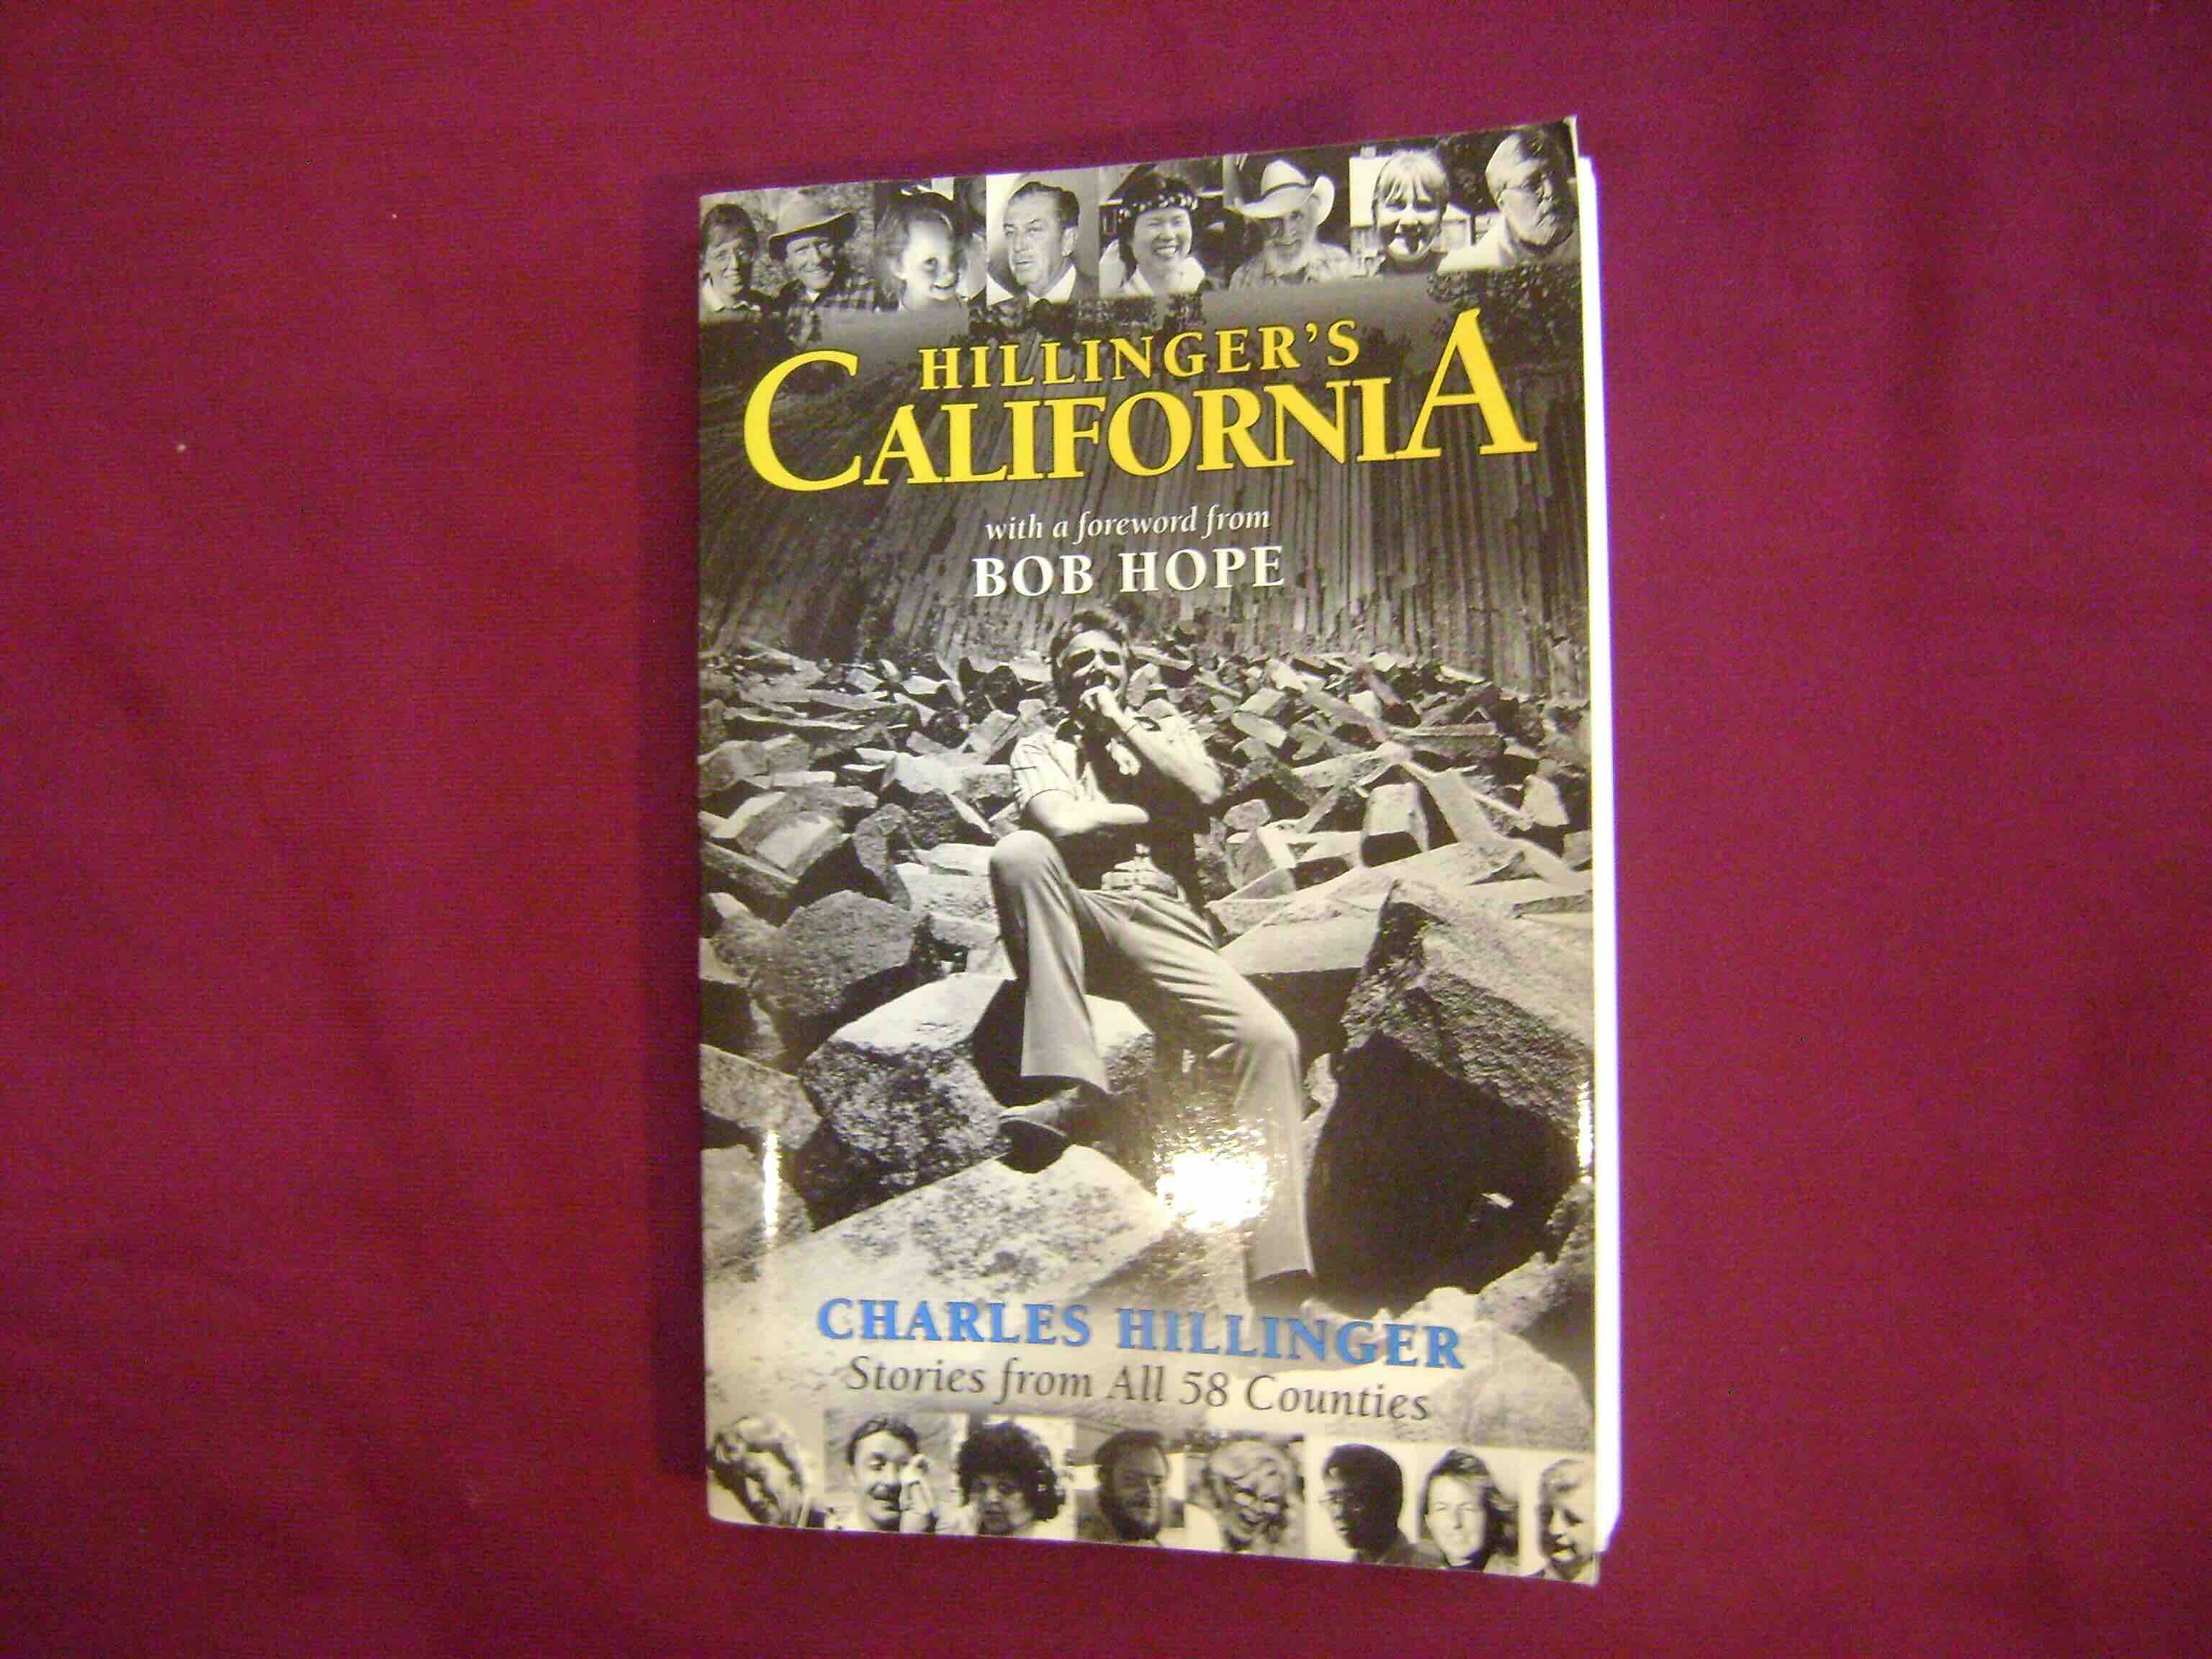 HILLINGER'S
CALIFORNIA
with a foreword from
BOB HOPE
CHARLES HILLINGER
Stories from All 58 Counties